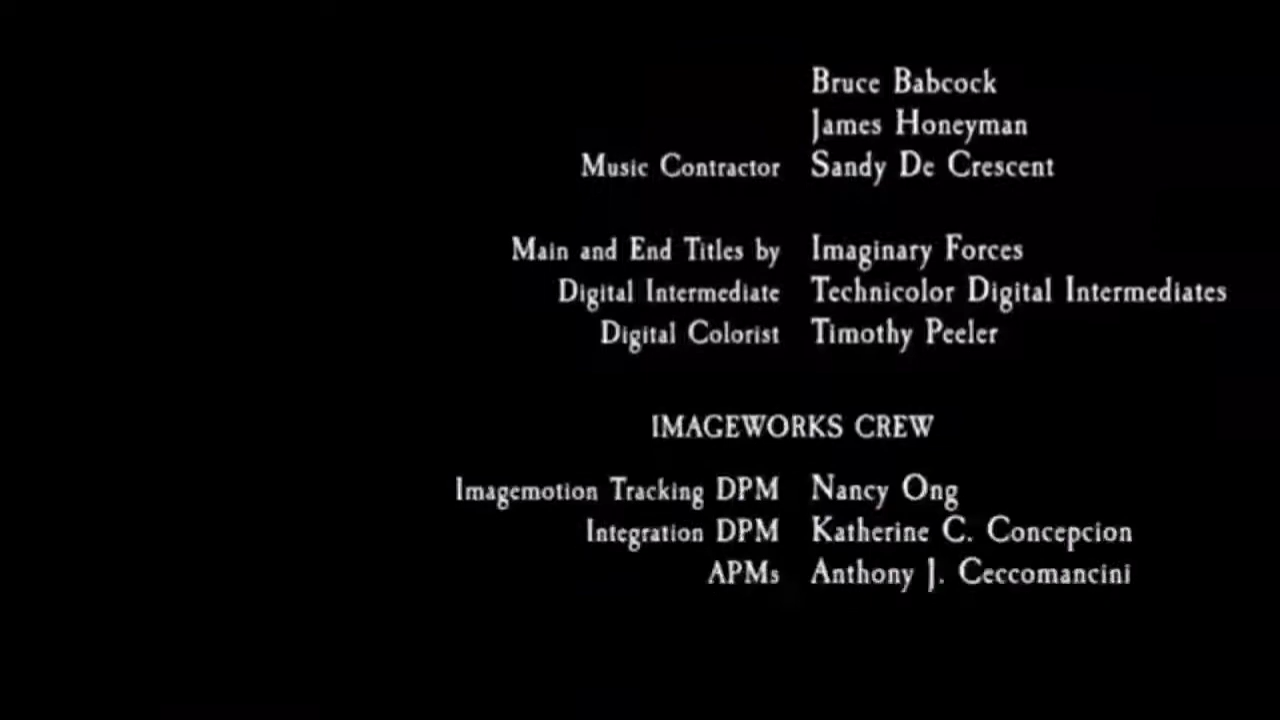 Bruce Babcock
James Honeyman
Music Contractor Sandy De Crescent
Main and End Titles by Imaginary Forces
Digital Intermediate Technicolor Digital Intermediates
Digital Colorist Timothy Peeler
IMAGEWORKS CREW
Imagemotion Tracking DPM Nancy Ong
Integration DPM Katherine C. Concepcion
APMs Anthony J. Ceccomancini